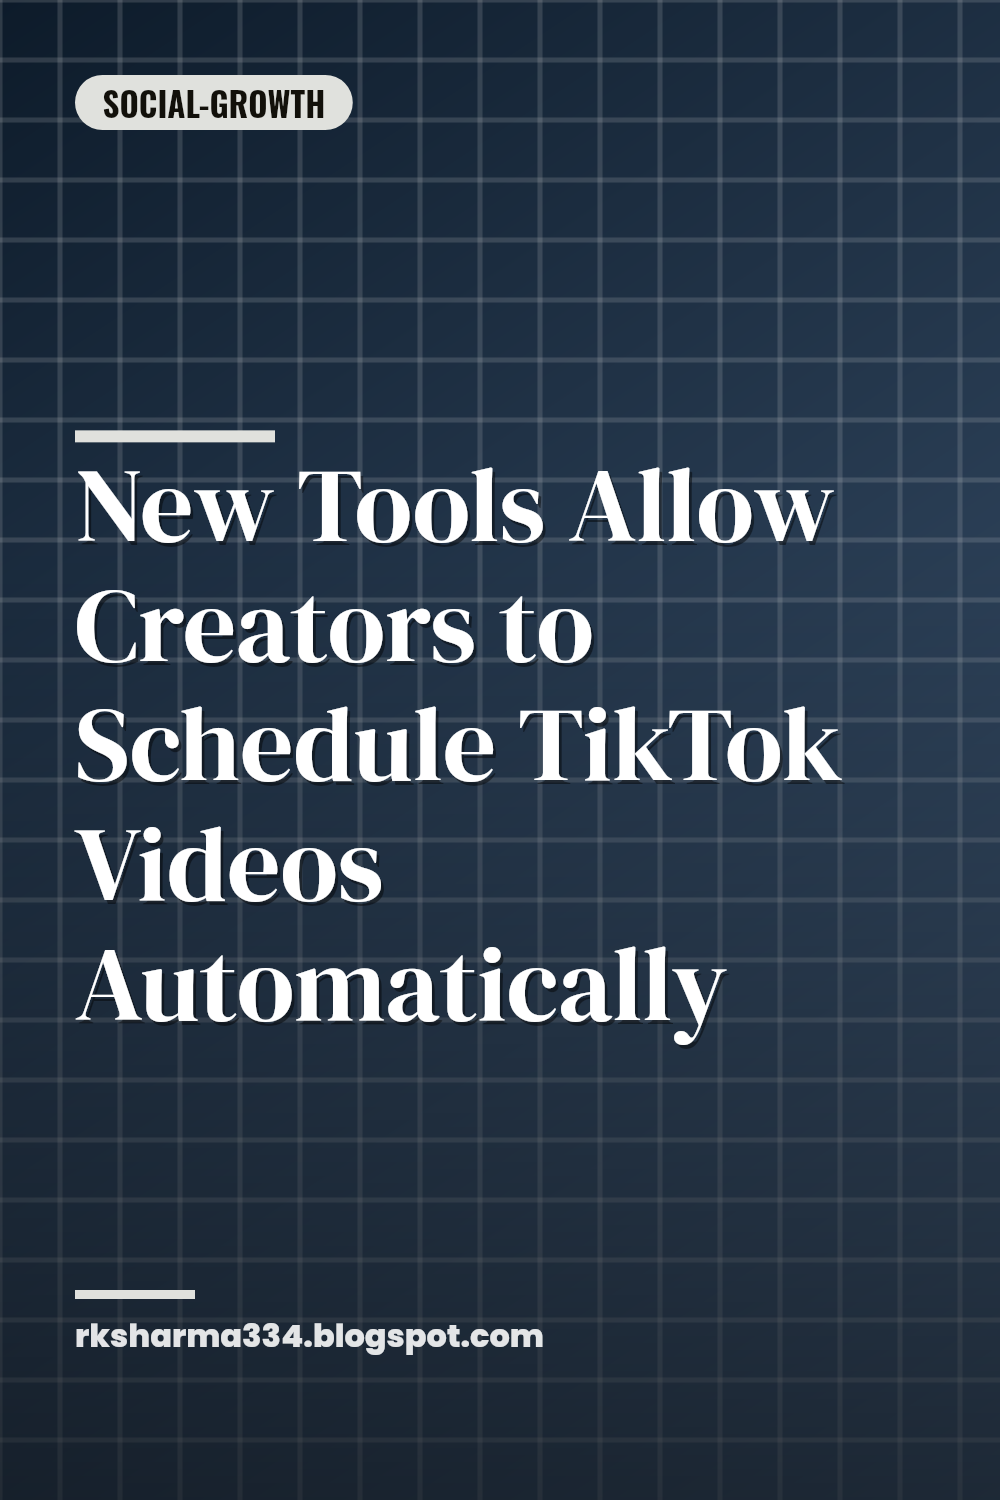 SOCIAL-GROWTH
New Tools Allow
Creators to
Schedule TikTok
Videos
Automatically
rksharma334.blogspot.com